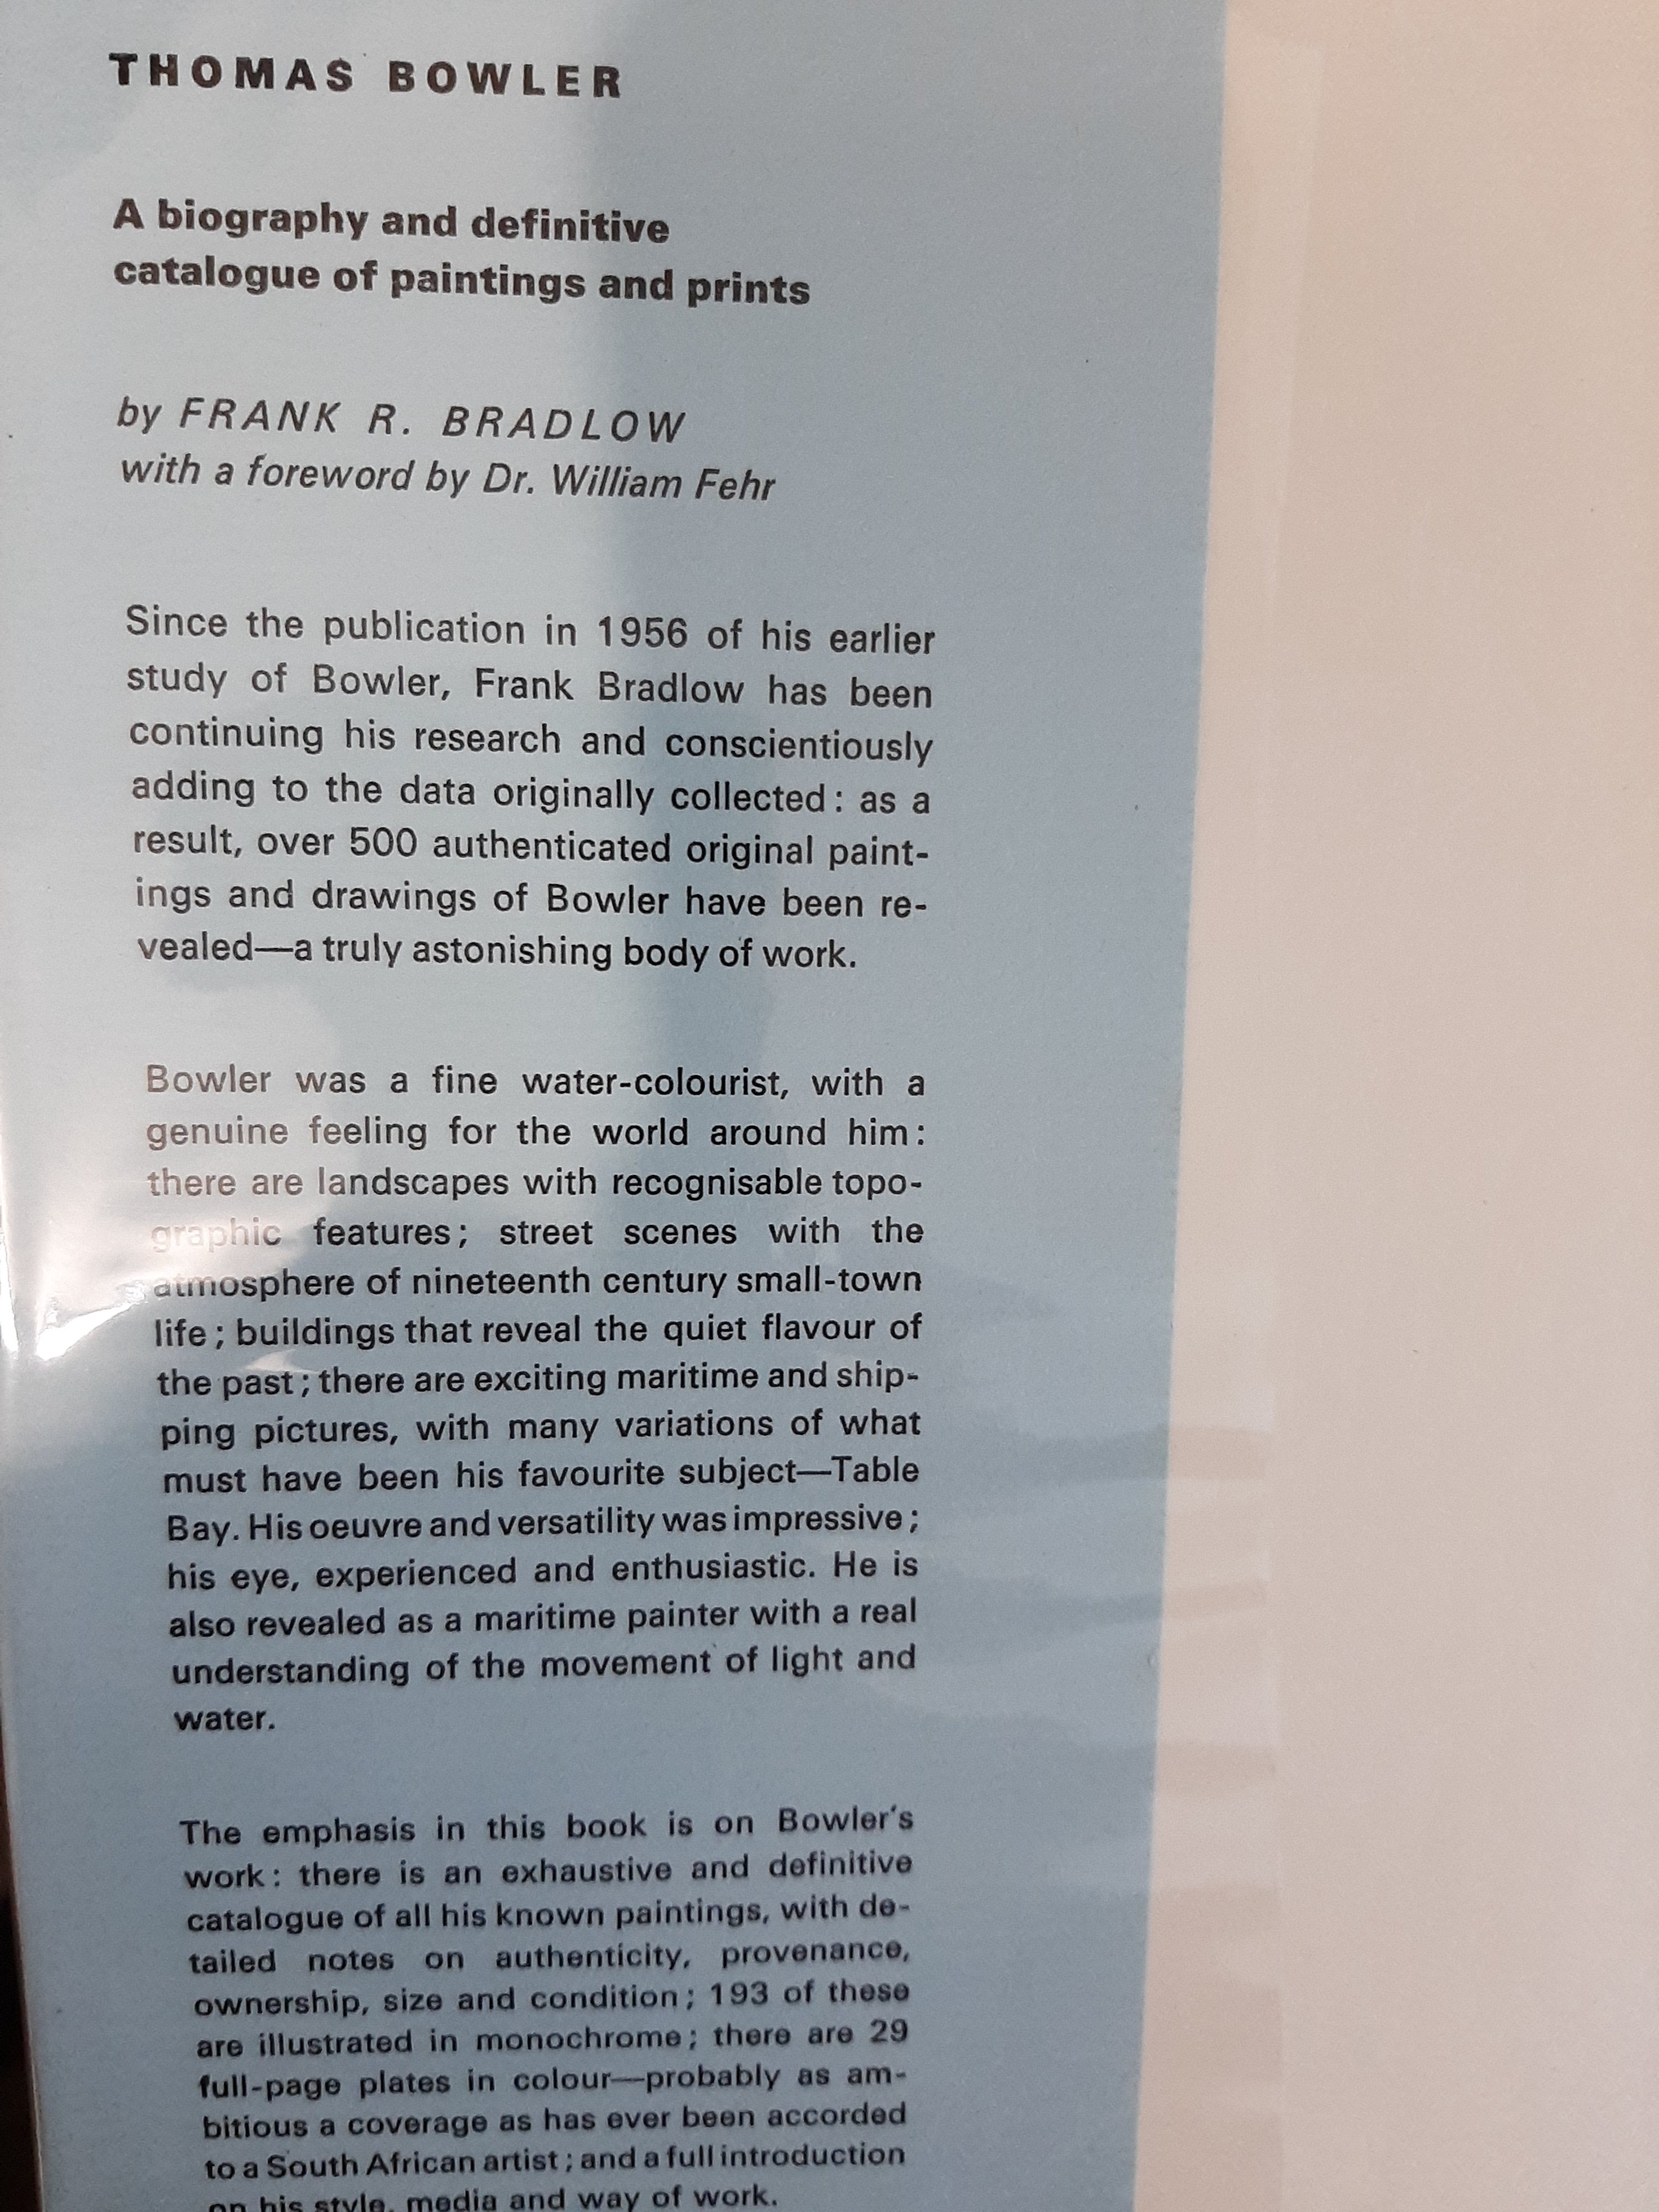 THOMAS BOWLER
A biography and definitive
catalogue of paintings and prints
by FRANK R. BRADLOW
with a foreword by Dr. William Fehr
Since the publication in 1956 of his earlier
study of Bowler, Frank Bradlow has been
continuing his research and conscientiously
adding to the data originally collected: as a
result, over 500 authenticated original paint-
ings and drawings of Bowler have been re-
vealed—a truly astonishing body of work.
Bowler was a fine water-colourist, with a
genuine feeling for the world around him:
there are landscapes with recognisable topo-
graphic features; street scenes with the
atmosphere of nineteenth century small-town
life; buildings that reveal the quiet flavour of
the past; there are exciting maritime and ship-
ping pictures, with many variations of what
must have been his favourite subject—Table
Bay. His oeuvre and versatility was impressive;
his eye, experienced and enthusiastic. He is
also revealed as a maritime painter with a real
understanding of the movement of light and
water.
The emphasis in this book is on Bowler's
work: there is an exhaustive and definitive
catalogue of all his known paintings, with de-
tailed notes on authenticity, provenance,
ownership, size and condition; 193 of these
are illustrated in monochrome; there are 29
full-page plates in colour—probably as am-
bitious a coverage as has ever been accorded
to a South African artist; and a full introduction
on his style, media and way of work.